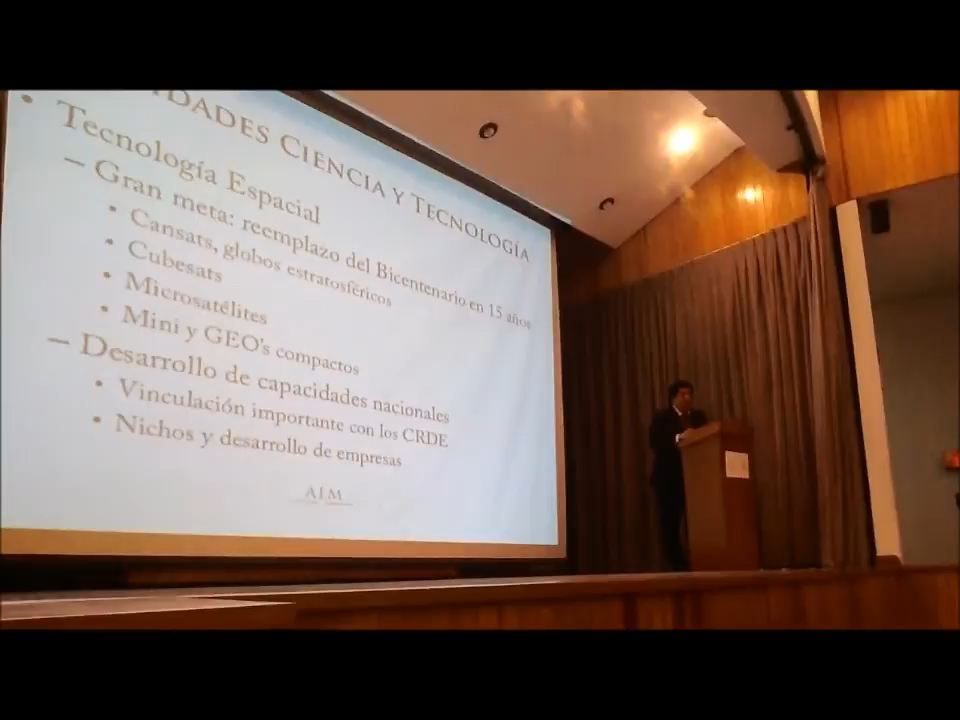 DADES CIENCIA Y TECNOLOGÍA
• Tecnología Espacial
– Gran meta: reemplazo del Bicentenario en 15 años
• Cansats, globos estratosféricos
• Cubesats
• Microsatélites
• Mini y GEO's compactos
– Desarrollo de capacidades nacionales
• Vinculación importante con los CRDE
• Nichos y desarrollo de empresas